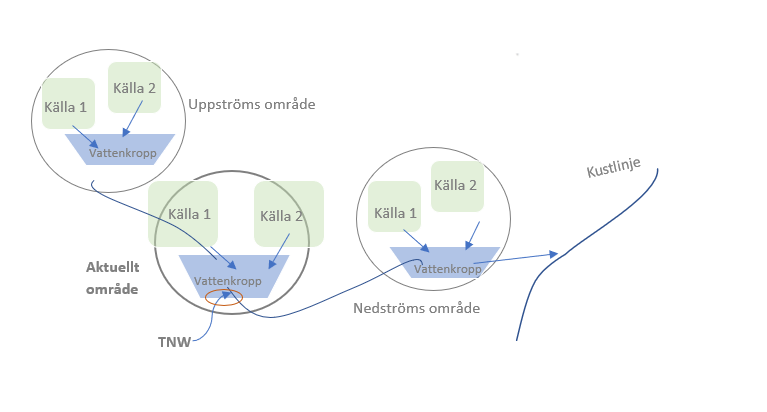 Källa 1
Källa 2
Vattenkropp
Uppströms område
Källa 1
Källa 2
Vattenkropp
Aktuellt
område
TNW
Källa 1
Källa 2
Vattenkropp
Nedströms område
Kustlinje